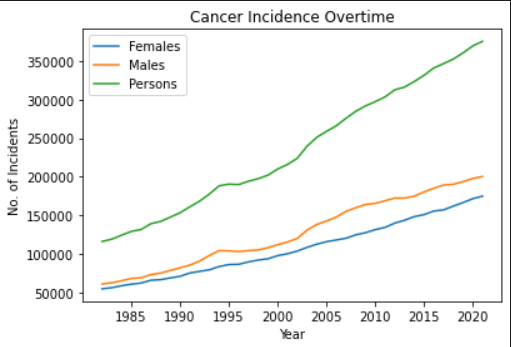 Cancer Incidence Overtime
Females
Males
Persons
No. of Incidents
350000
300000
250000
200000
150000
100000
50000
1985 1990 1995 2000 2005 2010 2015 2020
Year